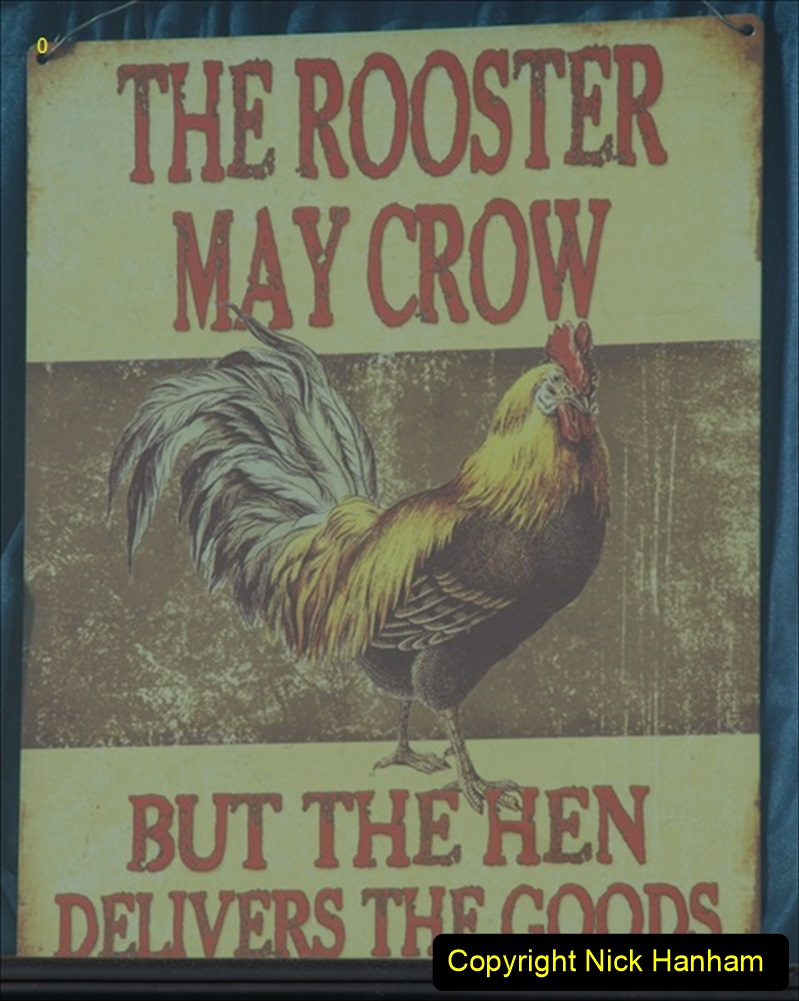 0
THE ROOSTER
MAY CROW
BUT THE HEN
DELIVERS THE GOODS
Copyright Nick Hanham